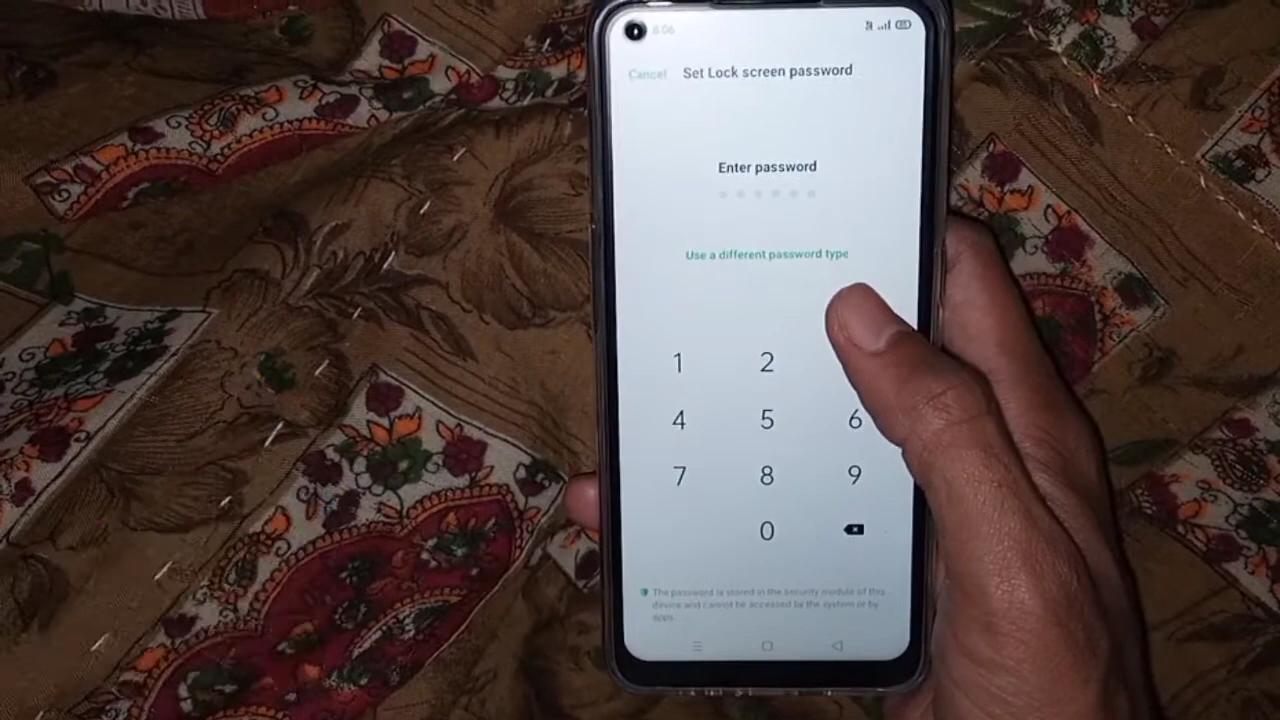 8:06
Cancel Set Lock screen password
Enter password
Use a different password type
1 2
4 5 6
7 8 9
0
The password is stored in the security module of this
device and cannot be accessed by the system or by
apps.